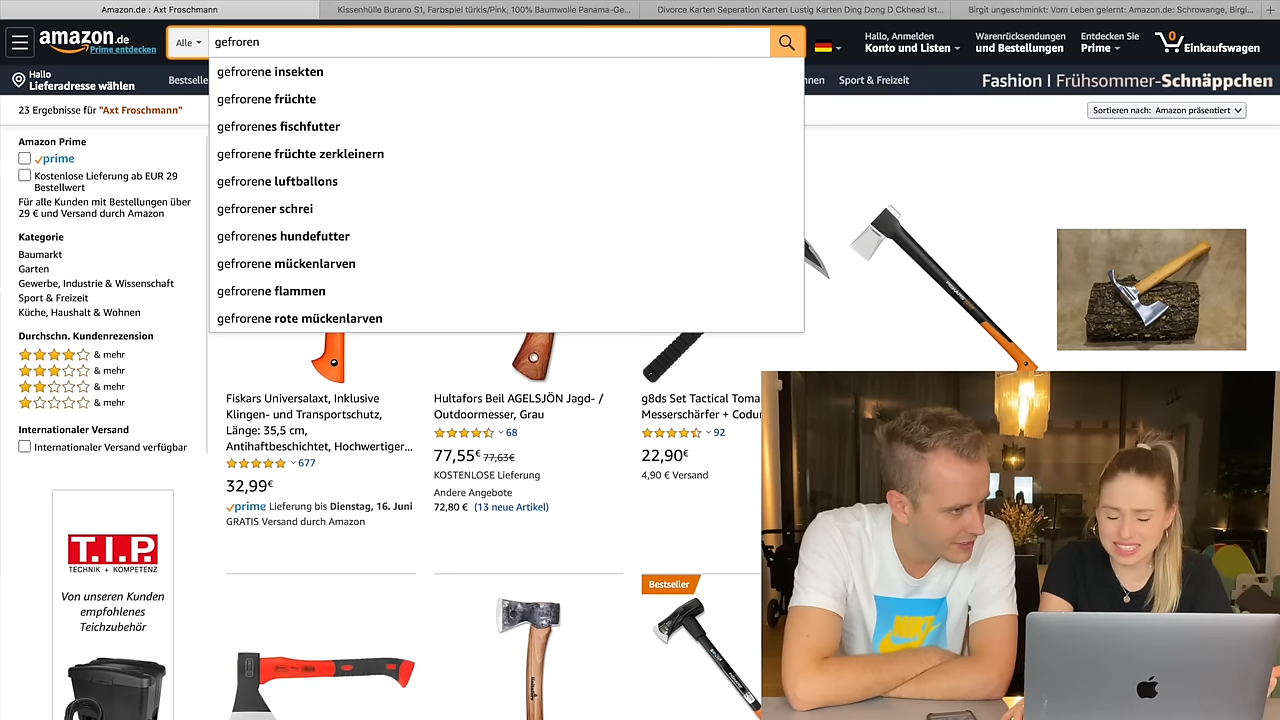 Amazon.de : Axt Froschmann
Kissenhülle Burano S1, Farbspiel türkis/Pink, 100% Baumwolle Panama-Ge...
Divorce Karten Seperation Karten Lustig Karten Ding Dong D Ckhead Ist...
Birgit ungeschminkt: Vom Leben gelernt: Amazon.de: Schrowange, Birgi...
amazon.de
Prime entdecken
Alle
gefroren
Hallo, Anmelden
Konto und Listen
Warenrücksendungen
und Bestellungen
Entdecken Sie
Prime
0
Einkaufswagen
Hallo
Lieferadresse wählen
Bestselle
nnen
Sport & Freizeit
Fashion I Frühsommer-Schnäppchen
gefrorene insekten
gefrorene früchte
gefrorenes fischfutter
gefrorene früchte zerkleinern
gefrorene luftballons
gefrorener schrei
gefrorenes hundefutter
gefrorene mückenlarven
gefrorene flammen
gefrorene rote mückenlarven
23 Ergebnisse für "Axt Froschmann"
Sortieren nach: Amazon präsentiert
Amazon Prime
prime
Kostenlose Lieferung ab EUR 29
Bestellwert
Für alle Kunden mit Bestellungen über
29 € und Versand durch Amazon
Kategorie
Baumarkt
Garten
Gewerbe, Industrie & Wissenschaft
Sport & Freizeit
Küche, Haushalt & Wohnen
Durchschn. Kundenrezension
& mehr
& mehr
& mehr
& mehr
Internationaler Versand
Internationaler Versand verfügbar
T.I.P.
TECHNIK + KOMPETENZ
Von unseren Kunden
empfohlenes
Teichzubehör
Fiskars Universalaxt, Inklusive
Klingen- und Transportschutz,
Länge: 35,5 cm,
Antihaftbeschichtet, Hochwertiger...
677
32,99€
prime Lieferung bis Dienstag, 16. Juni
GRATIS Versand durch Amazon
Hultafors Beil AGELSJÖN Jagd- /
Outdoormesser, Grau
68
77,55€ 77,63€
KOSTENLOSE Lieferung
Andere Angebote
72,80 € (13 neue Artikel)
g8ds Set Tactical Toma
Messerschärfer + Codur
92
22,90€
4,90 € Versand
Bestseller